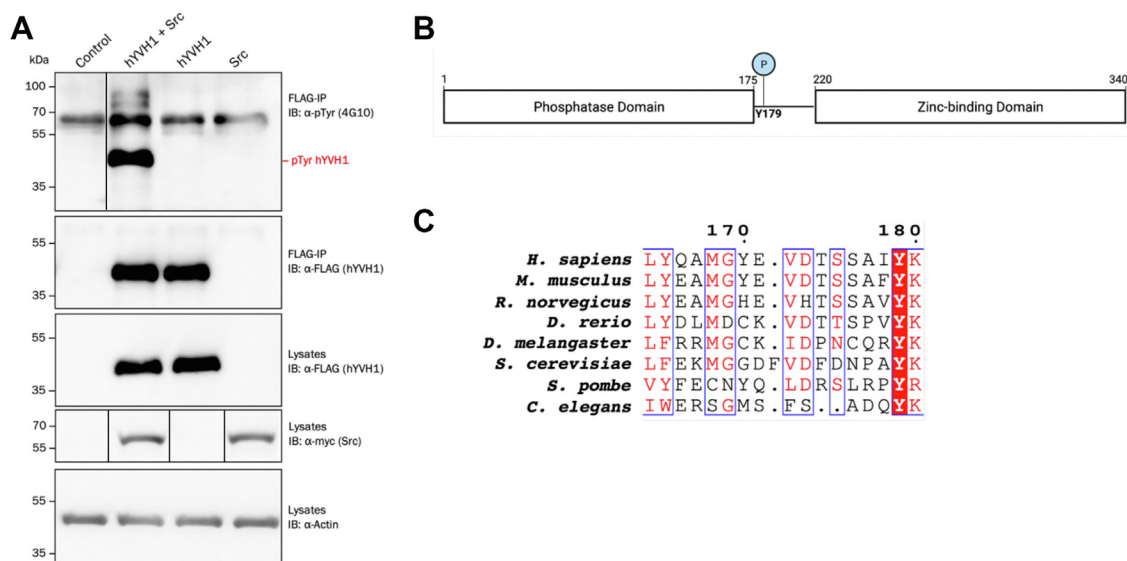 A
Control
hYVH1 + Src
hYVH1
Src
kDa
100
70
55
35
FLAG-IP
IB: α-pTyr (4G10)
pTyr hYVH1
55
35
FLAG-IP
IB: α-FLAG (hYVH1)
55
35
Lysates
IB: α-FLAG (hYVH1)
70
55
Lysates
IB: α-myc (Src)
55
35
Lysates
IB: α-Actin
B
1 175 220 340
P
Phosphatase Domain Y179 Zinc-binding Domain
C
170 180
H. sapiens LYQAMGYE.VDTSSAIYK
M. musculus LYEAMGYE.VDTSSAFYK
R. norvegicus LYEAMGHE.VHTSSAVYK
D. rerio LYDLMDCK.VDTTSPVYK
D. melangaster LFRRMGCK.IDPNCQRYK
S. cerevisiae LFEKMGGDFVDFDNPAYK
S. pombe VYFECNYQ.LDRSLRPYR
C. elegans IWERSGMS.FS..ADQYK